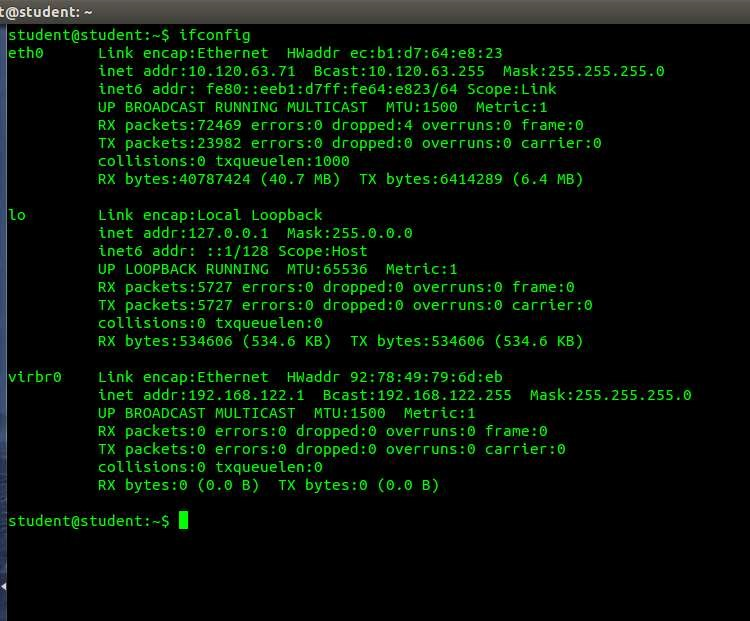 t@student: ~
student@student:~$ ifconfig
eth0      Link encap:Ethernet  HWaddr ec:b1:d7:64:e8:23
          inet addr:10.120.63.71  Bcast:10.120.63.255  Mask:255.255.255.0
          inet6 addr: fe80::eeb1:d7ff:fe64:e823/64 Scope:Link
          UP BROADCAST RUNNING MULTICAST  MTU:1500  Metric:1
          RX packets:72469 errors:0 dropped:4 overruns:0 frame:0
          TX packets:23982 errors:0 dropped:0 overruns:0 carrier:0
          collisions:0 txqueuelen:1000
          RX bytes:40787424 (40.7 MB)  TX bytes:6414289 (6.4 MB)
lo        Link encap:Local Loopback
          inet addr:127.0.0.1  Mask:255.0.0.0
          inet6 addr: ::1/128 Scope:Host
          UP LOOPBACK RUNNING  MTU:65536  Metric:1
          RX packets:5727 errors:0 dropped:0 overruns:0 frame:0
          TX packets:5727 errors:0 dropped:0 overruns:0 carrier:0
          collisions:0 txqueuelen:0
          RX bytes:534606 (534.6 KB)  TX bytes:534606 (534.6 KB)
virbr0    Link encap:Ethernet  HWaddr 92:78:49:79:6d:eb
          inet addr:192.168.122.1  Bcast:192.168.122.255  Mask:255.255.255.0
          UP BROADCAST MULTICAST  MTU:1500  Metric:1
          RX packets:0 errors:0 dropped:0 overruns:0 frame:0
          TX packets:0 errors:0 dropped:0 overruns:0 carrier:0
          collisions:0 txqueuelen:0
          RX bytes:0 (0.0 B)  TX bytes:0 (0.0 B)
student@student:~$